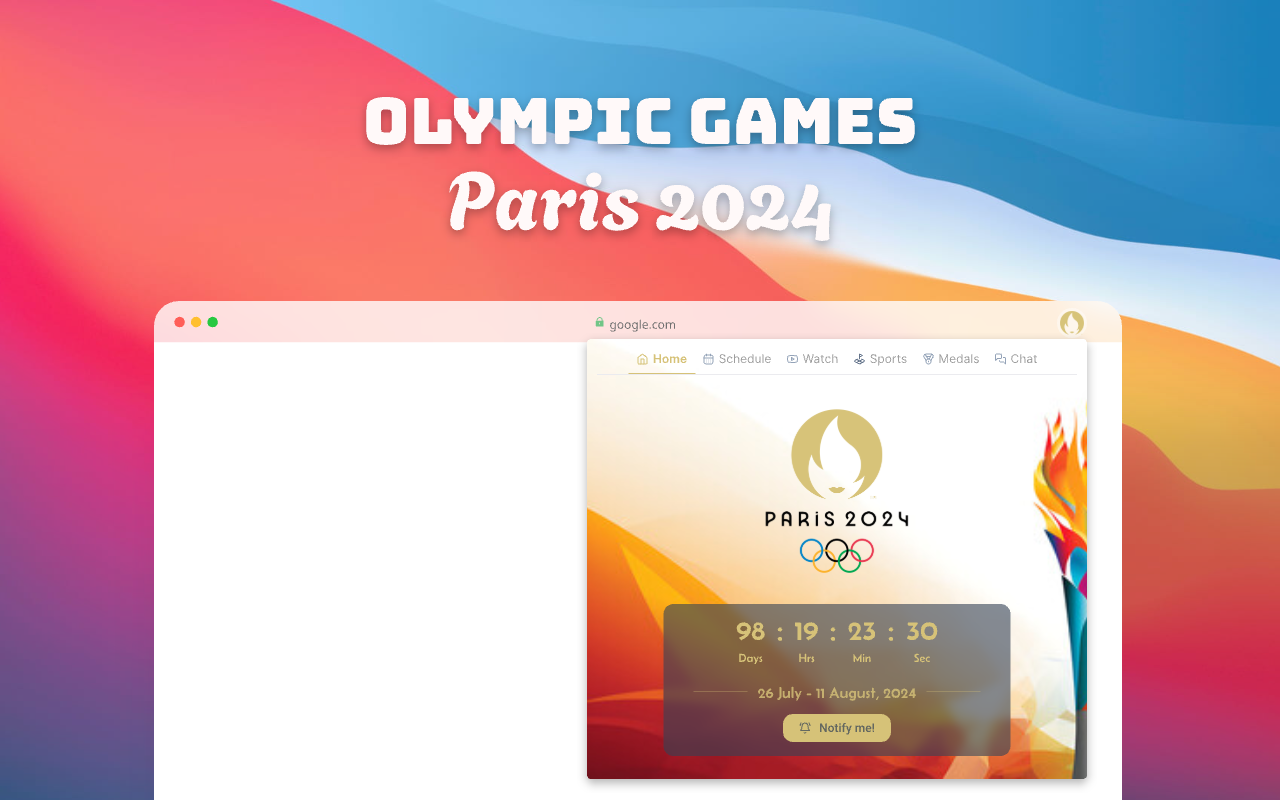 OLYMPIC GAMES
Paris 2024
google.com
Home Schedule Watch Sports Medals Chat
PARIS 2024
98 : 19 : 23 : 30
Days Hrs Min Sec
26 July - 11 August, 2024
Notify me!